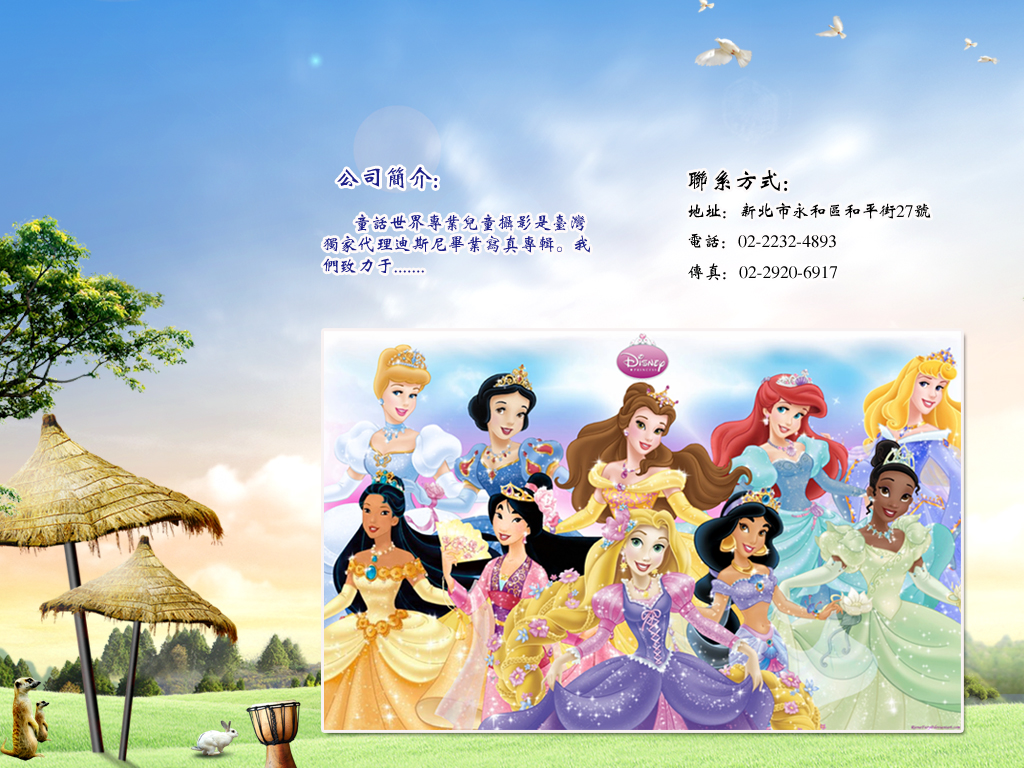 公司簡介:
童話世界專業兒童攝影是臺灣
獨家代理迪斯尼畢業寫真專輯。我
們致力于.......
聯系方式:
地址: 新北市永和區和平街27號
電話: 02-2232-4893
傳真: 02-2920-6917
Disney
PRINCESS